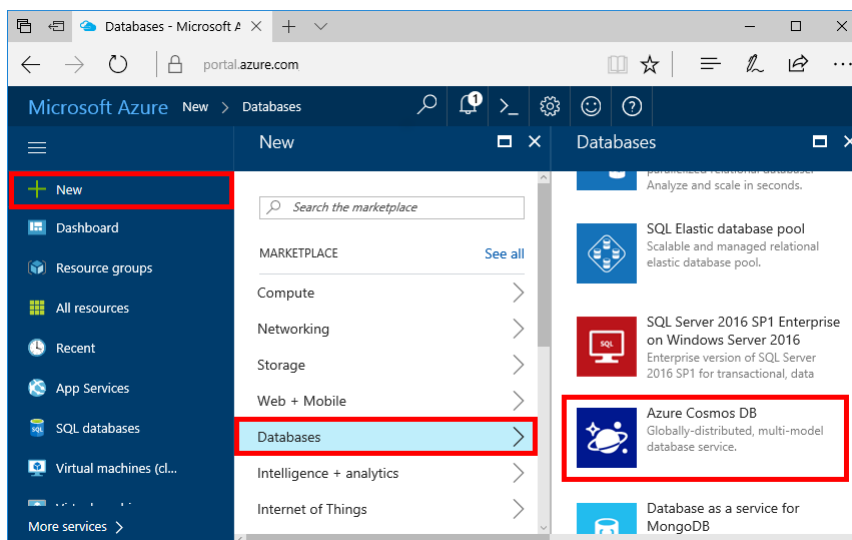 Databases - Microsoft A
portal.azure.com
Microsoft Azure New > Databases
1
New
Databases
New
Dashboard
Resource groups
All resources
Recent
App Services
SQL databases
SQL
Virtual machines (cl...
More services >
Search the marketplace
MARKETPLACE
See all
Compute
Networking
Storage
Web + Mobile
Databases
Intelligence + analytics
Internet of Things
Analyze and scale in seconds.
SQL Elastic database pool
Scalable and managed relational
elastic database pool.
SQL
SQL Server 2016 SP1 Enterprise
on Windows Server
2016
Enterprise version of SQL Server
2016 SP1 for transactional, data
Azure Cosmos DB
Globally-distributed, multi-model
database service.
Database as a service for
MongoDB